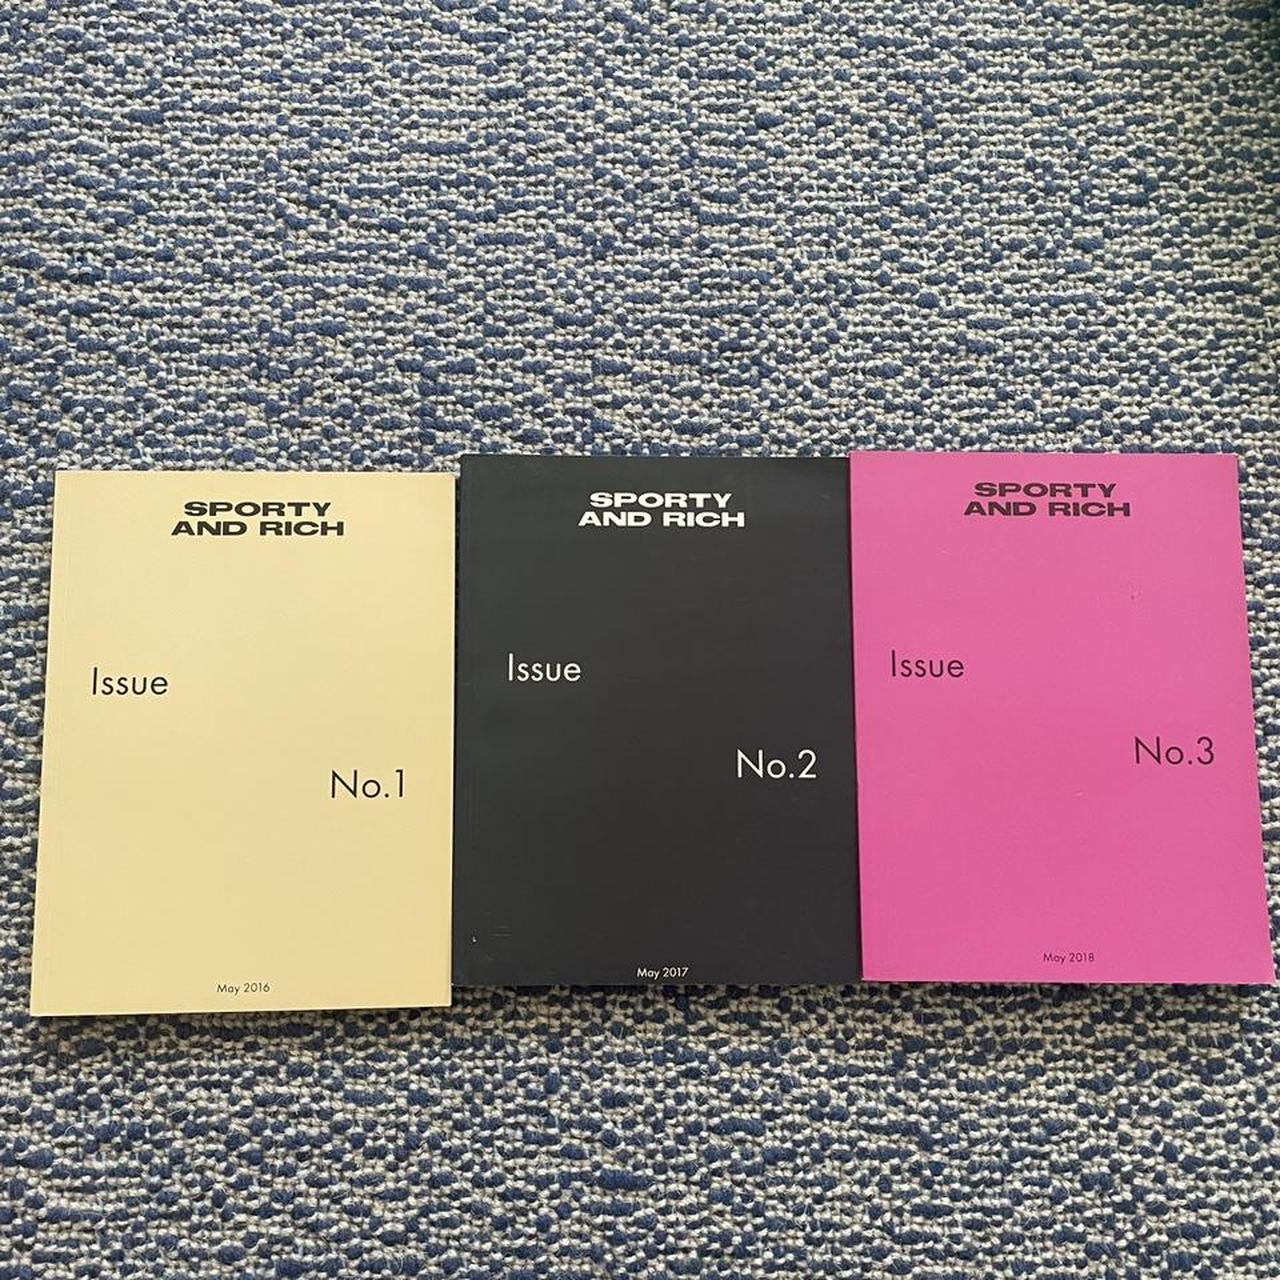 SPORTY
AND RICH
Issue
No.1
May 2016
SPORTY
AND RICH
Issue
No.2
May 2017
SPORTY
AND RICH
Issue
No.3
May 2018